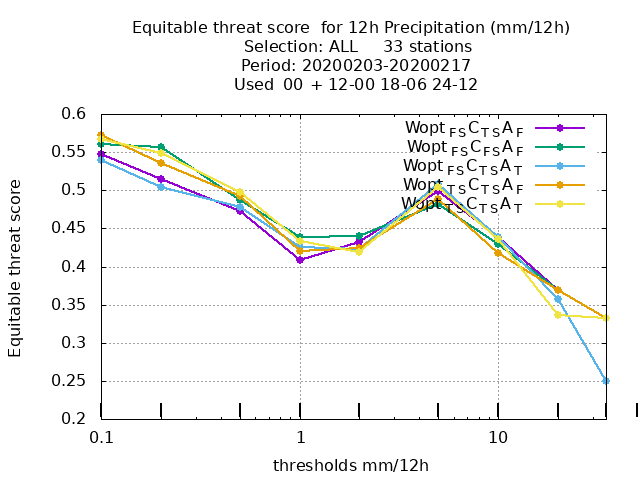 Equitable threat score for 12h Precipitation (mm/12h)
Selection: ALL 33 stations
Period: 20200203-20200217
Used 00 + 12-00 18-06 24-12
0.6
0.55
0.5
0.45
0.4
0.35
0.3
0.25
0.2
Equitable threat score
Wopt FS C TS A F
Wopt FS C FS A F
Wopt FS C TS A T
Wopt TS C TS A F
Wopt TS C TS A T
0.1 1 10
thresholds mm/12h